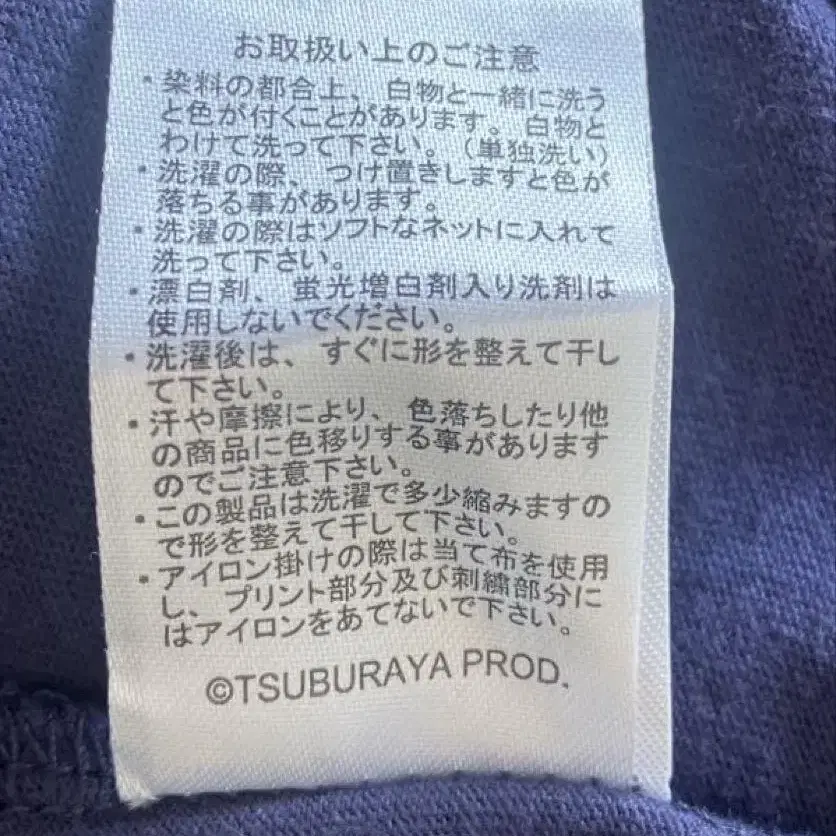 お取扱い上のご注意
・染料の都合上、白物と一緒に洗う
と色が付くことがあります。白物と
わけて洗って下さい。（単独洗い）
・洗濯の際、つけ置きしますと色が
落ちる事があります。
・洗濯の際はソフトなネットに入れて
洗って下さい。
・漂白剤、蛍光増白剤入り洗剤は
使用しないでください。
・洗濯後は、すぐに形を整えて干し
て下さい。
・汗や摩擦により、色落ちしたり他
の商品に色移りする事があります
のでご注意下さい。
・この製品は洗濯で多少縮みますの
で形を整えて干して下さい。
・アイロン掛けの際は当て布を使用
し、プリント部分及び刺繍部分に
はアイロンをあてないで下さい。
©TSUBURAYA PROD.